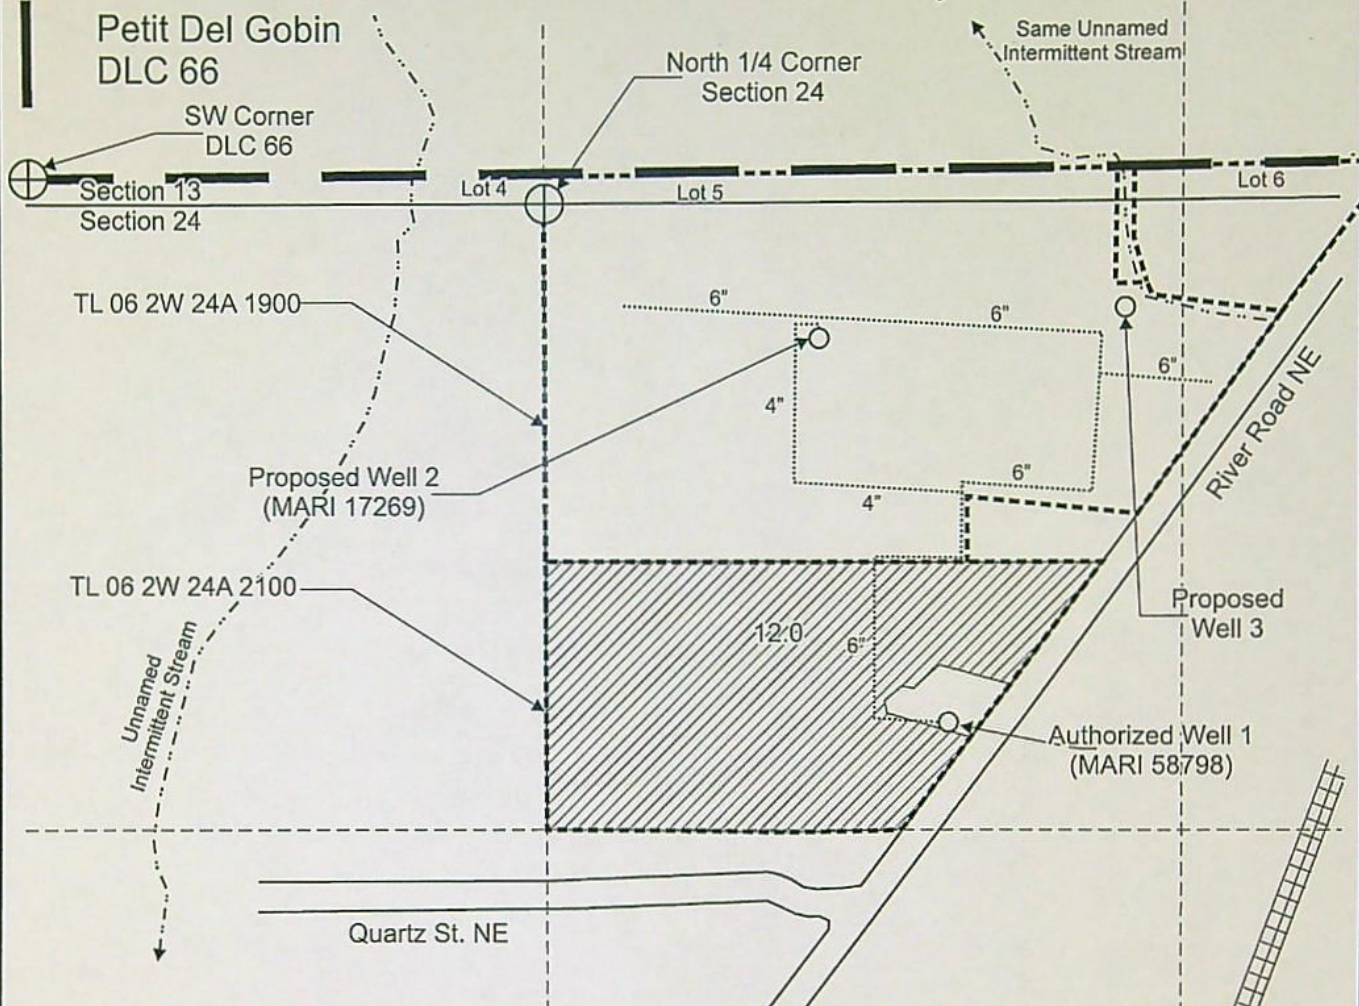 Petit Del Gobin
DLC 66
Same Unnamed
Intermittent Stream
North 1/4 Corner
Section 24
SW Corner
DLC 66
Section 13
Lot 4
Lot 5
Lot 6
Section 24
TL 06 2W 24A 1900
6"
6"
6"
4"
River Road NE
Proposed Well 2
(MARI 17269)
6"
4"
TL 06 2W 24A 2100
Proposed
Well 3
12.0
6"
Unnamed
Intermittent Stream
Authorized Well 1
(MARI 58798)
Quartz St. NE